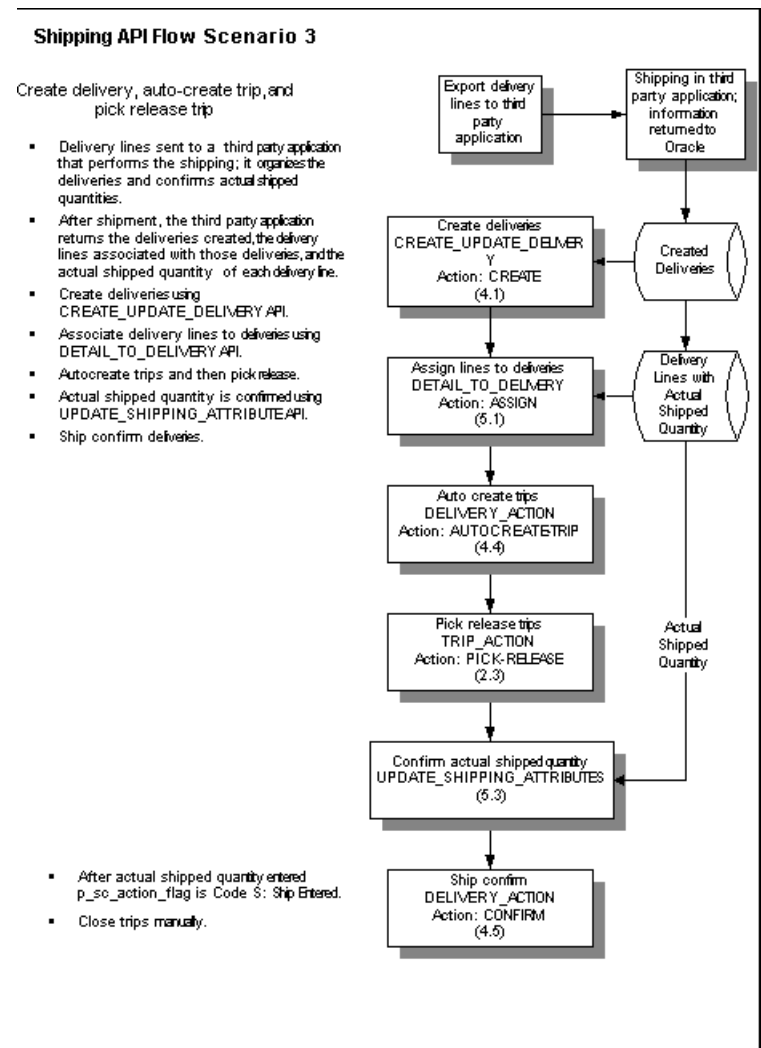 Shipping API Flow Scenario 3
Create delivery, auto-create trip, and
pick release trip
▪ Delivery lines sent to a third party application
that performs the shipping; it organizes the
deliveries and confirms actual shipped
quantities.
▪ After shipment, the third party application
returns the deliveries created, the delivery
lines associated with those deliveries, and the
actual shipped quantity of each delivery line.
▪ Create deliveries using
CREATE_UPDATE_DELIVERY API.
▪ Associate delivery lines to deliveries using
DETAIL_TO_DELIVERY API.
▪ Autocreate trips and then pick release.
▪ Actual shipped quantity is confirmed using
UPDATE_SHIPPING_ATTRIBUTE API.
▪ Ship confirm deliveries.
▪ After actual shipped quantity entered
p_sc_action_flag is Code S: Ship Entered.
▪ Close trips manually.
Export delivery
lines to third
party
application
Shipping in third
party application;
information
returned to
Oracle
Create deliveries
CREATE_UPDATE_DELIVER
Y
Action: CREATE
(4.1)
Created
Deliveries
Assign lines to deliveries
DETAIL_TO_DELIVERY
Action: ASSIGN
(5.1)
Delivery
Lines with
Actual
Shipped
Quantity
Auto create trips
DELIVERY_ACTION
Action: AUTOCREATE-TRIP
(4.4)
Pick release trips
TRIP_ACTION
Action: PICK-RELEASE
(2.3)
Actual
Shipped
Quantity
Confirm actual shipped quantity
UPDATE_SHIPPING_ATTRIBUTES
(5.3)
Ship confirm
DELIVERY_ACTION
Action: CONFIRM
(4.5)